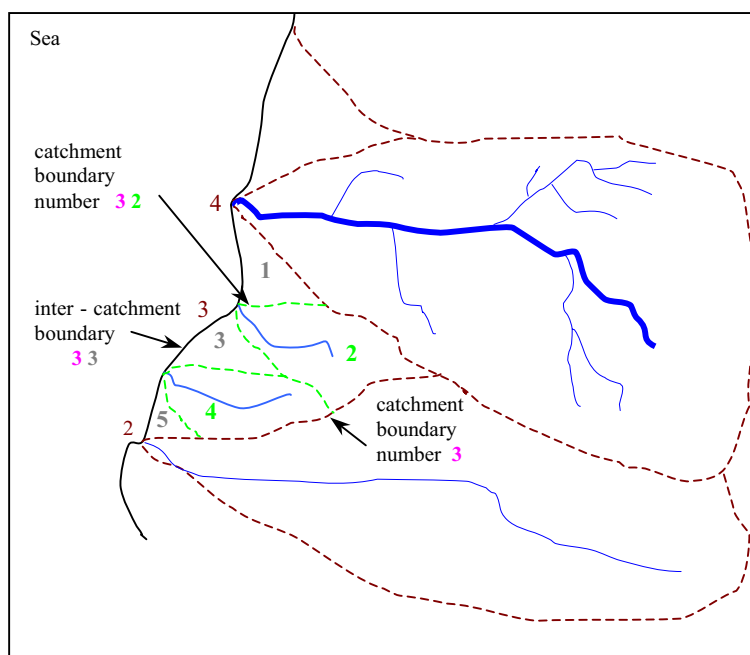 Sea
catchment
boundary
number 3 2
4
1
inter - catchment
boundary
3 3
3
3
2
4
5
2
catchment
boundary
number 3